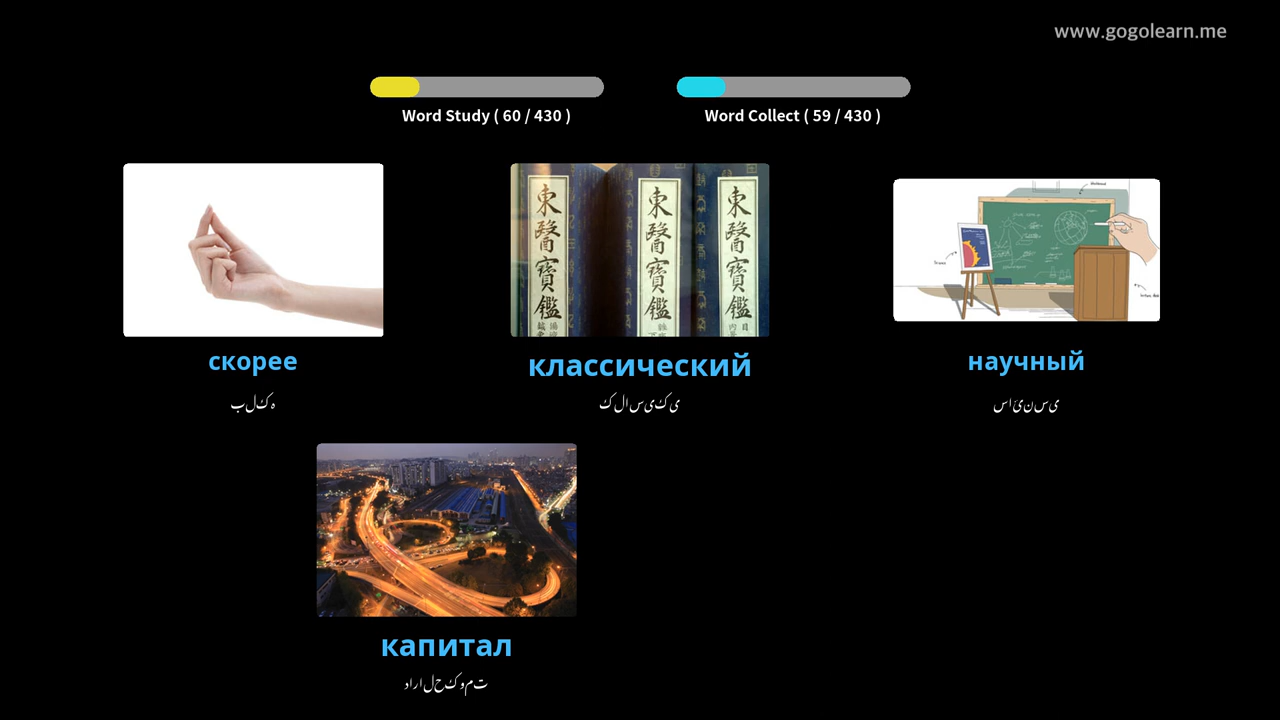 www.gogolearn.me
Word Study ( 60 / 430 )
Word Collect ( 59 / 430 )
東醫寶鑑
東醫寶鑑
東醫寶鑑
скорее
классический
научный
بلکہ
کلاسیکی
سائنسی
капитал
دارالحکومت